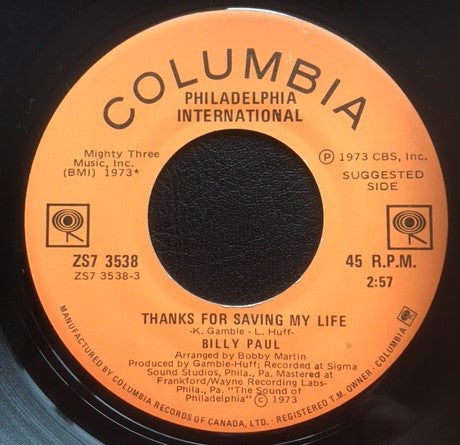 COLUMBIA
PHILADELPHIA
INTERNATIONAL
Mighty Three
Music, Inc.
(BMI) 1973*
Ⓟ 1973 CBS, Inc.
SUGGESTED
SIDE
ZS7 3538
ZS7 3538-3
45 R.P.M.
2:57
THANKS FOR SAVING MY LIFE
-K. Gamble - L. Huff-
BILLY PAUL
Arranged by Bobby Martin
Produced by Gamble-Huff; Recorded at Sigma
Sound Studios, Phila., Pa. Mastered at
Frankford/Wayne Recording Labs-
Phila., Pa. "The Sound of
Philadelphia" © 1973
MANUFACTURED BY COLUMBIA RECORDS OF CANADA, LTD. · REGISTERED T.M. OWNER · COLUMBIA